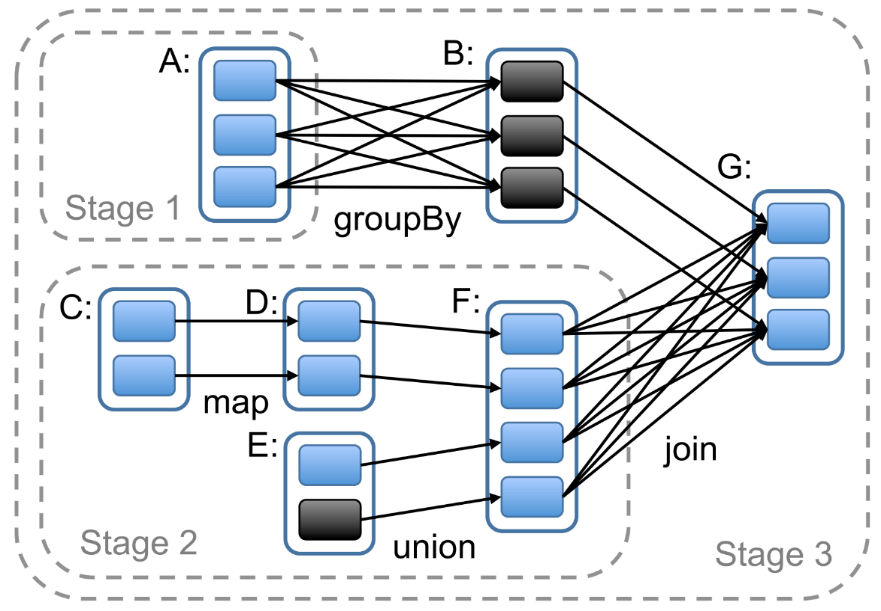 A:
B:
Stage 1
groupBy
G:
C:
D:
F:
map
E:
join
Stage 2
union
Stage 3